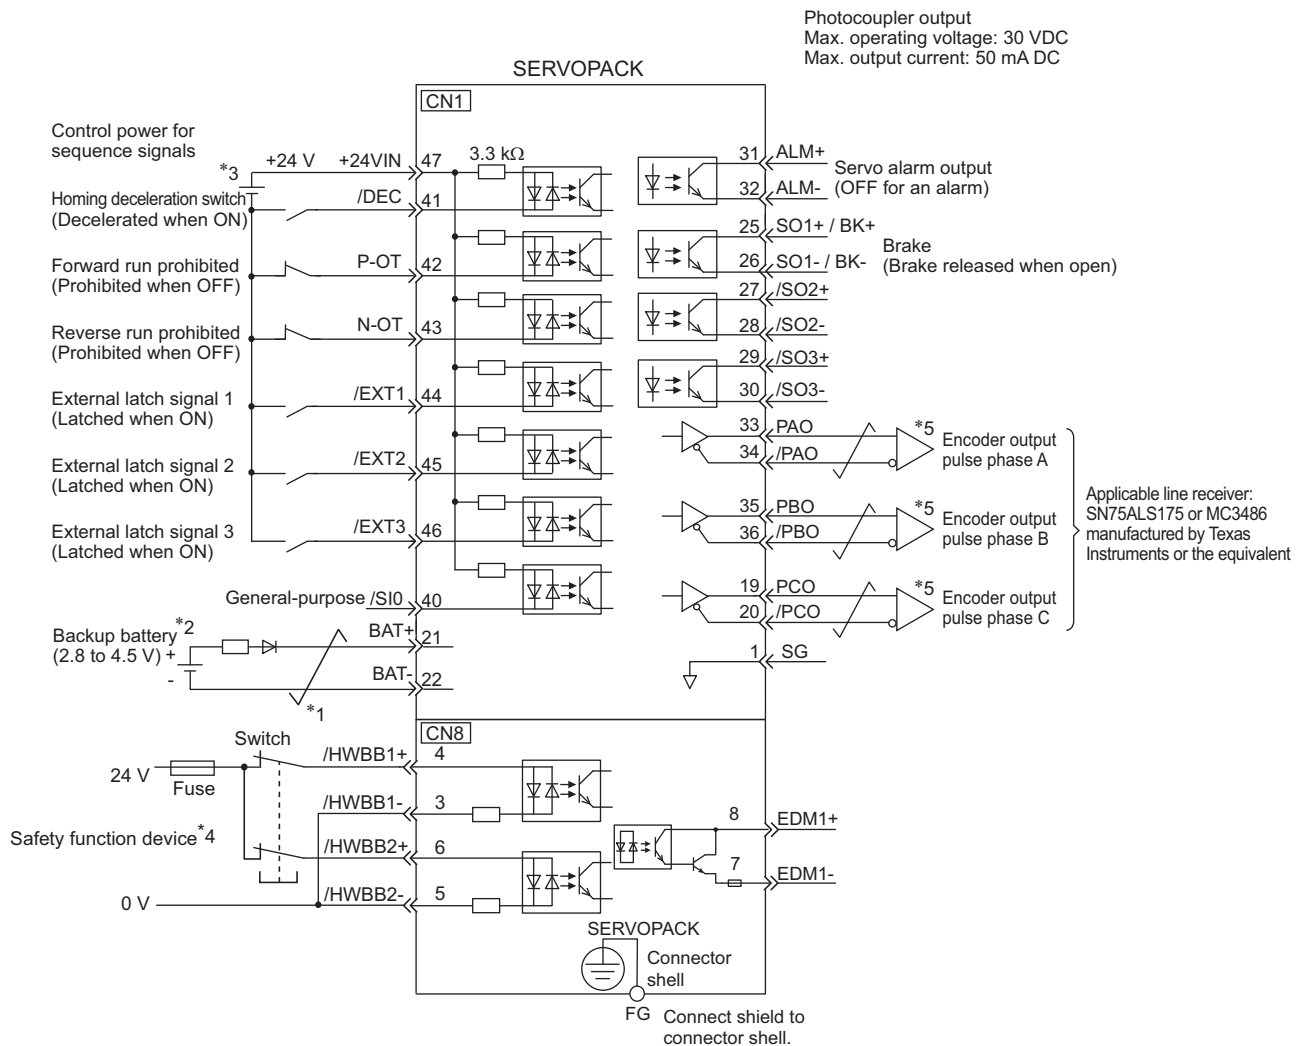 Photocoupler output
Max. operating voltage: 30 VDC
Max. output current: 50 mA DC
SERVOPACK
CN1
Control power for
sequence signals
*3
+24 V
+24VIN
47
3.3 kΩ
Homing deceleration switch
(Decelerated when ON)
/DEC
41
Forward run prohibited
(Prohibited when OFF)
P-OT
42
Reverse run prohibited
(Prohibited when OFF)
N-OT
43
External latch signal 1
(Latched when ON)
/EXT1
44
External latch signal 2
(Latched when ON)
/EXT2
45
External latch signal 3
(Latched when ON)
/EXT3
46
General-purpose /SI0
40
Backup battery*2
(2.8 to 4.5 V)
+
-
BAT+
21
BAT-
22
*1
31
ALM+
32
ALM-
Servo alarm output
(OFF for an alarm)
25
SO1+ / BK+
26
SO1- / BK-
Brake
(Brake released when open)
27
/SO2+
28
/SO2-
29
/SO3+
30
/SO3-
33
PAO
34
/PAO
*5
Encoder output
pulse phase A
35
PBO
36
/PBO
*5
Encoder output
pulse phase B
19
PCO
20
/PCO
*5
Encoder output
pulse phase C
Applicable line receiver:
SN75ALS175 or MC3486
manufactured by Texas
Instruments or the equivalent
1
SG
CN8
Switch
24 V
Fuse
/HWBB1+
4
/HWBB1-
3
Safety function device*4
/HWBB2+
6
0 V
/HWBB2-
5
8
EDM1+
7
EDM1-
SERVOPACK
Connector
shell
FG
Connect shield to
connector shell.